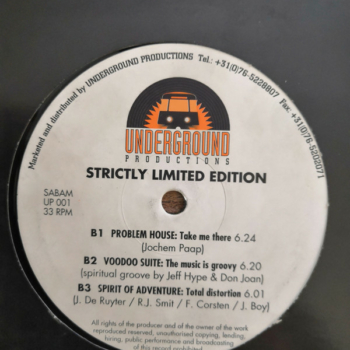 Marketed and distributed by UNDERGROUND PRODUCTIONS Tel.: +31(0)76-5228807 Fax: +31(0)76-5202071
UNDERGROUND
PRODUCTIONS
STRICTLY LIMITED EDITION
SABAM
UP 001
33 RPM
B1 PROBLEM HOUSE: Take me there 6.24
(Jochem Paap)
B2 VOODOO SUITE: The music is groovy 6.20
(spiritual groove by Jeff Hype & Don Joan)
B3 SPIRIT OF ADVENTURE: Total distortion 6.01
(J. De Ruyter / R.J. Smit / F. Corsten / J. Boy)
All rights of the producer and of the owner of the work
reproduced reserved, unauthorised copying, lending,
hiring, public performance and broadcasting
of this record prohibited.